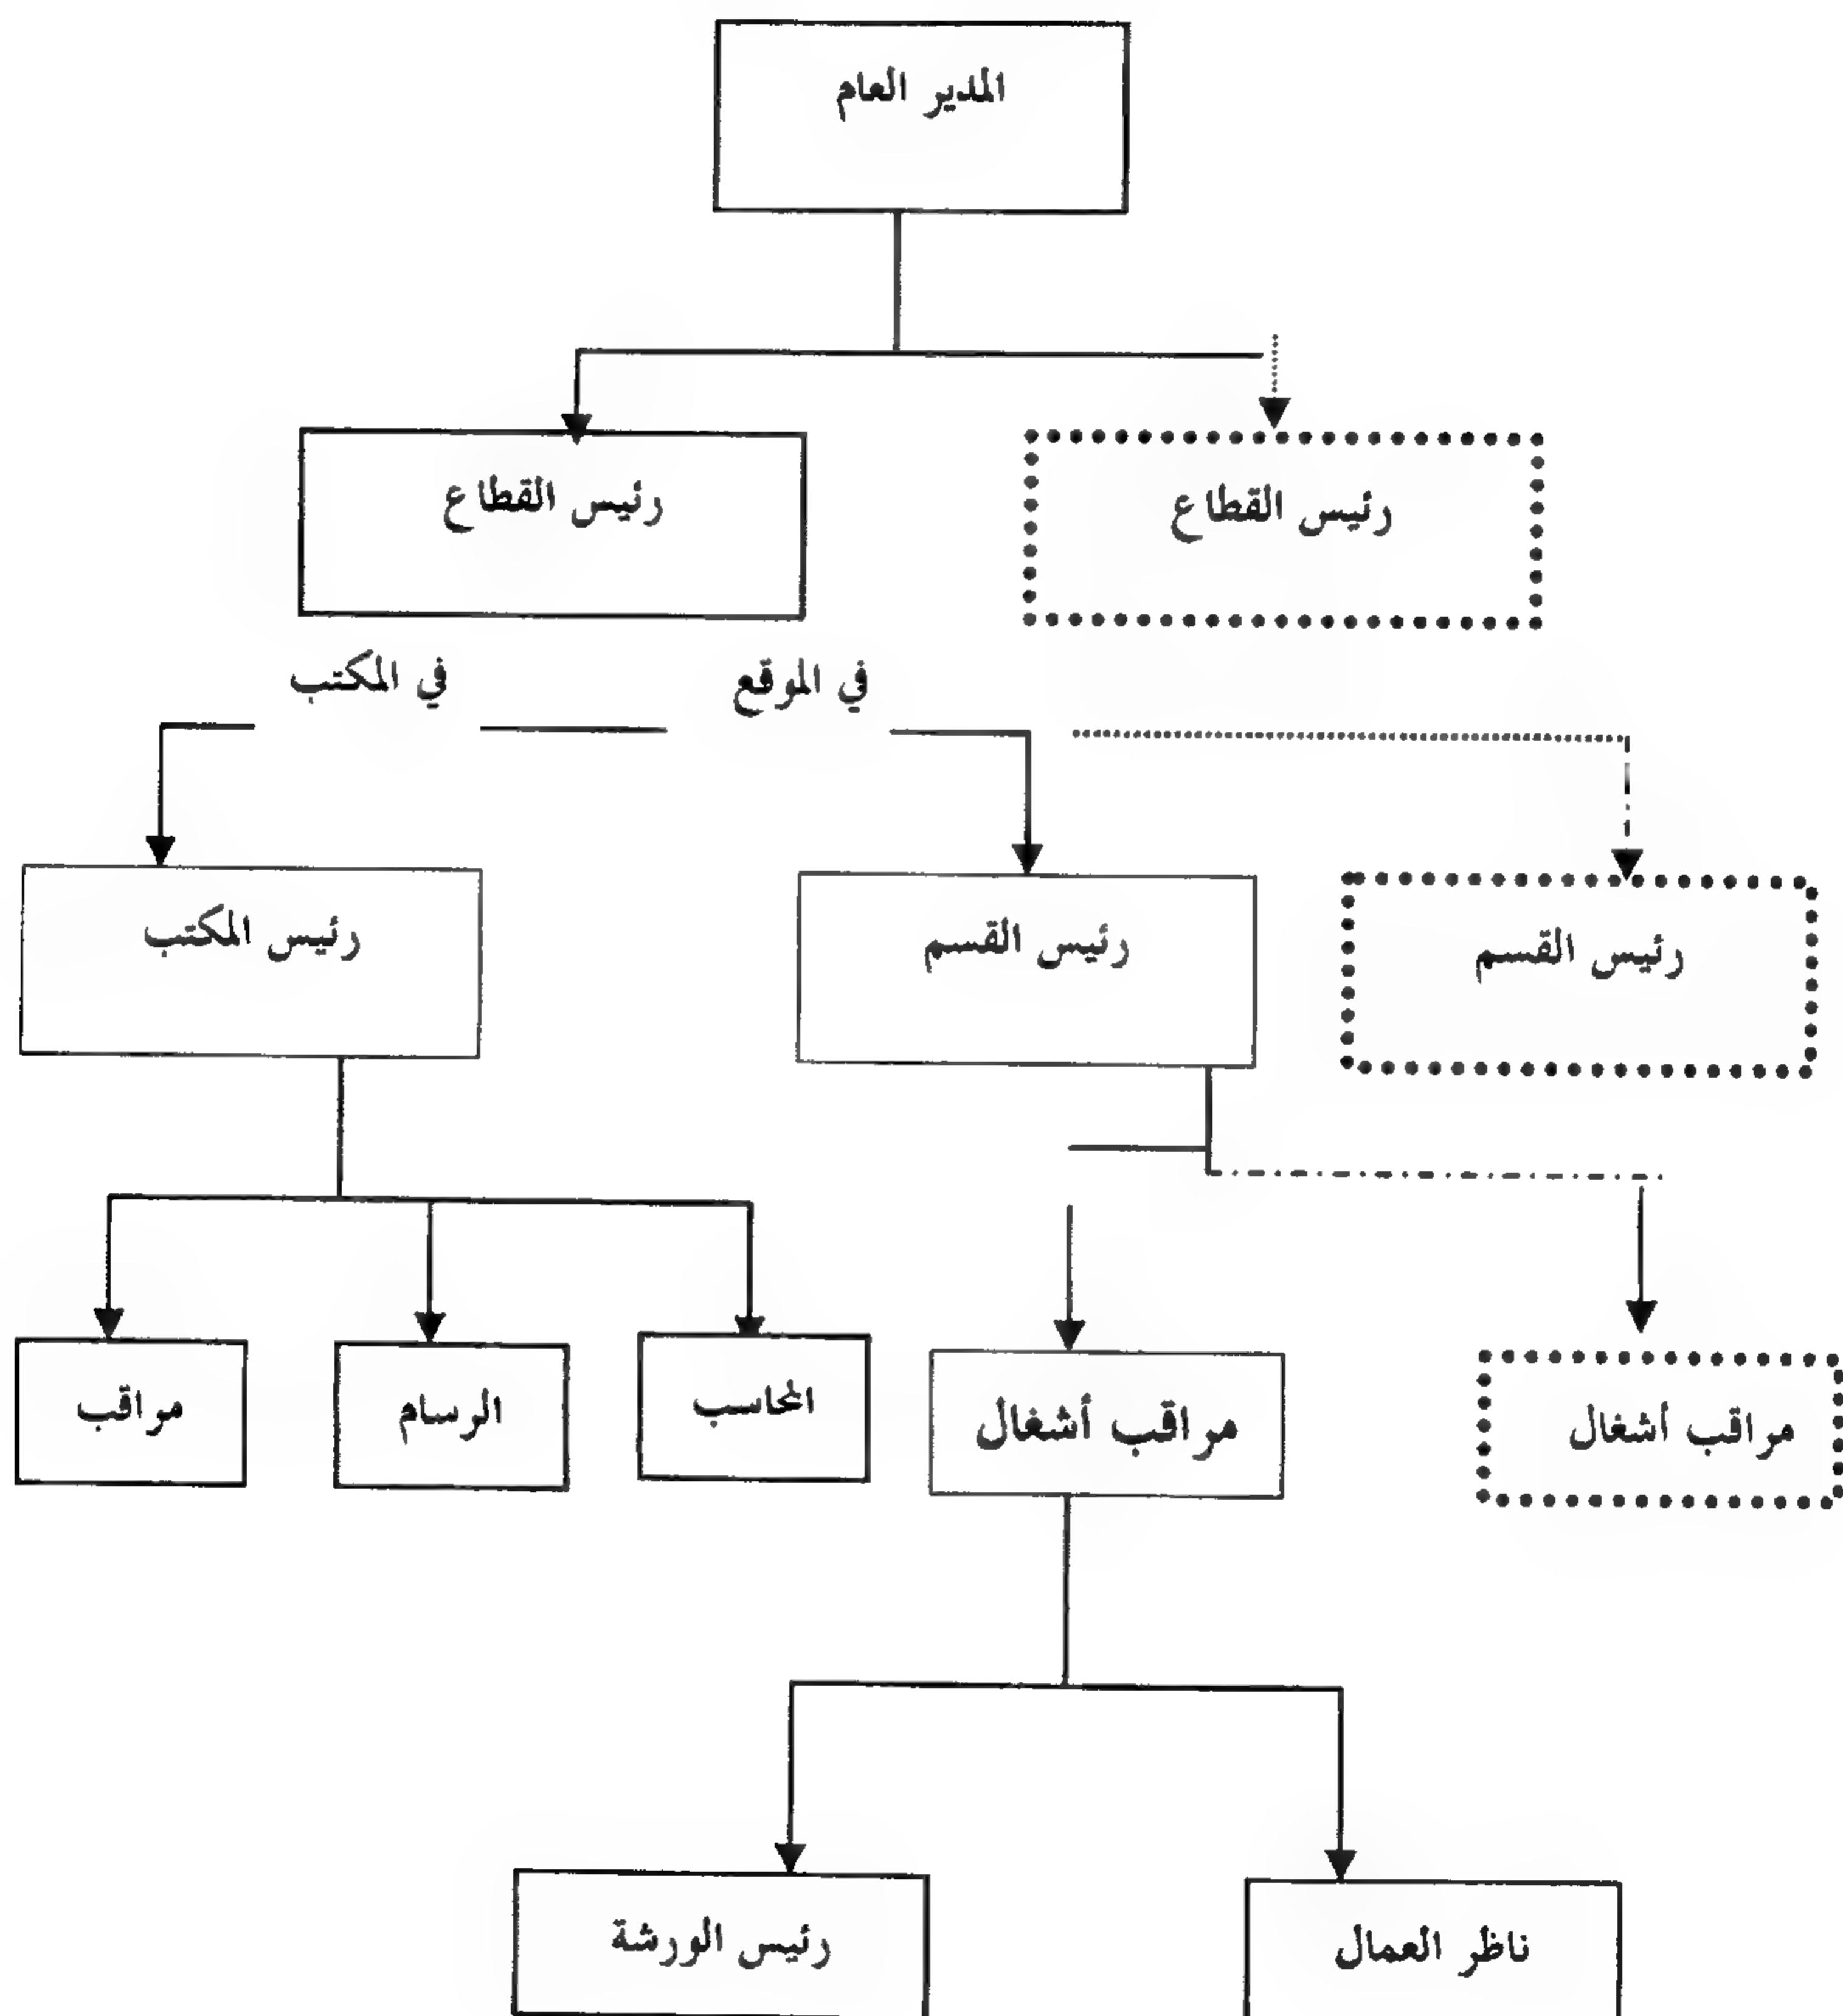 المدير العام
رئيس القطاع
رئيس القطاع
في الموقع
في المكتب
رئيس القسم
رئيس القسم
رئيس المكتب
مراقب أشغال
مراقب أشغال
المحاسب
الرسام
مراقب
ناظر العمال
رئيس الورشة